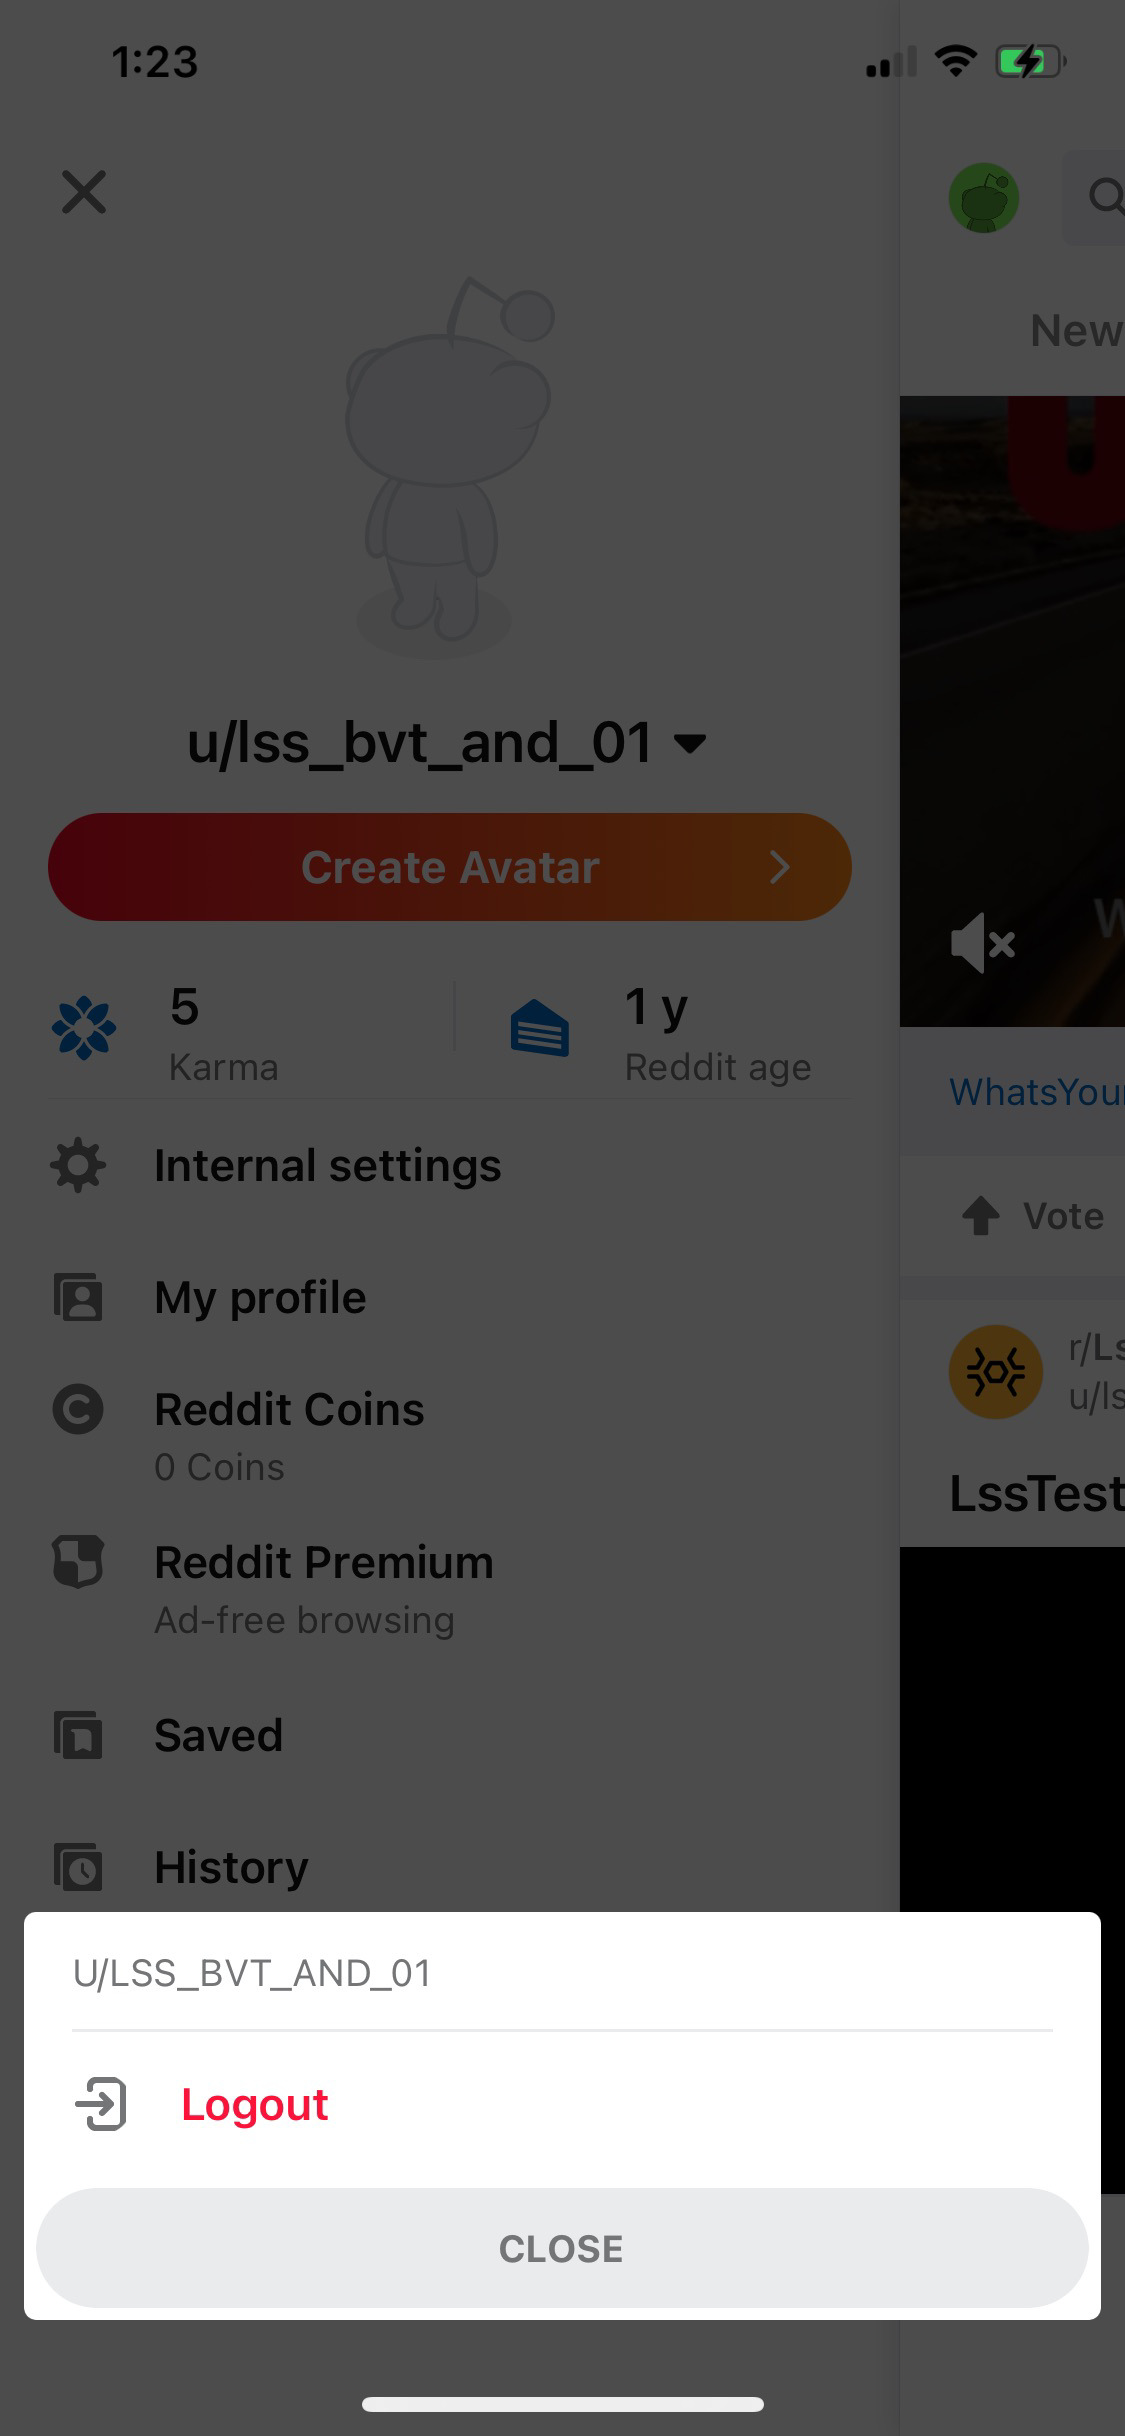 1:23
New
u/lss_bvt_and_01
Create Avatar
5
Karma
1 y
Reddit age
Internal settings
My profile
Reddit Coins
0 Coins
Reddit Premium
Ad-free browsing
Saved
History
WhatsYour
Vote
r/Ls
u/ls
LssTest
U/LSS_BVT_AND_01
Logout
CLOSE